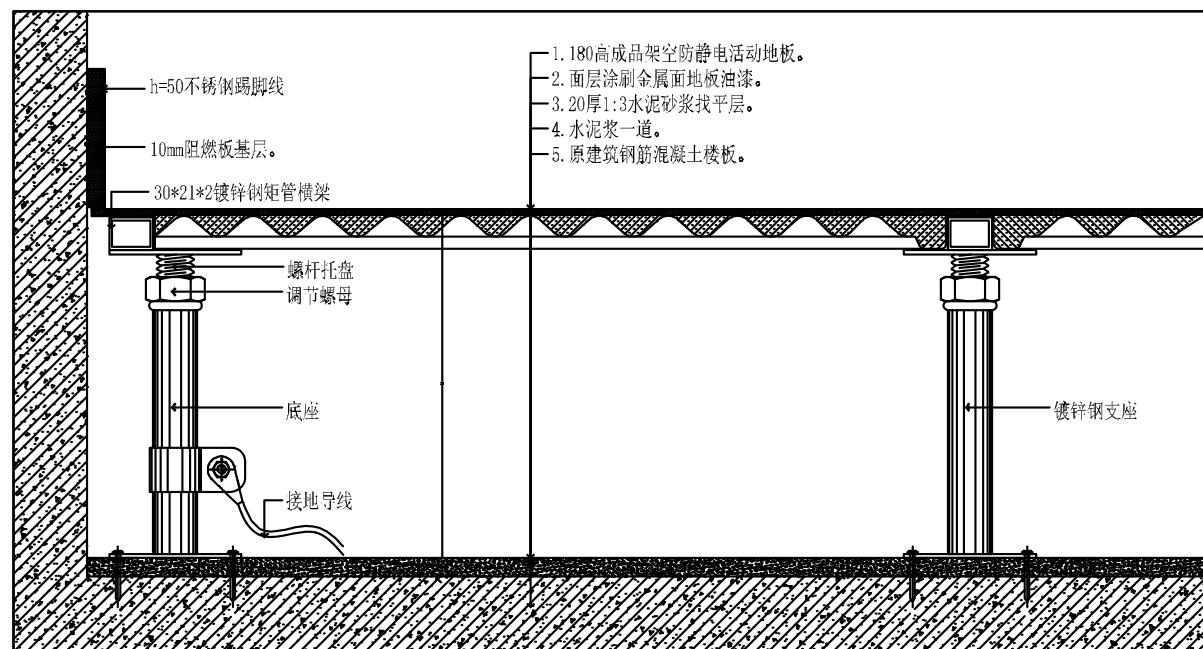 1.180高成品架空防静电活动地板。
2.面层涂刷金属面地板油漆。
3.20厚1:3水泥砂浆找平层。
4.水泥浆一道。
5.原建筑钢筋混凝土楼板。
h=50不锈钢踢脚线
10mm阻燃板基层。
30*21*2镀锌钢矩管横梁
螺杆托盘
调节螺母
底座
镀锌钢支座
接地导线